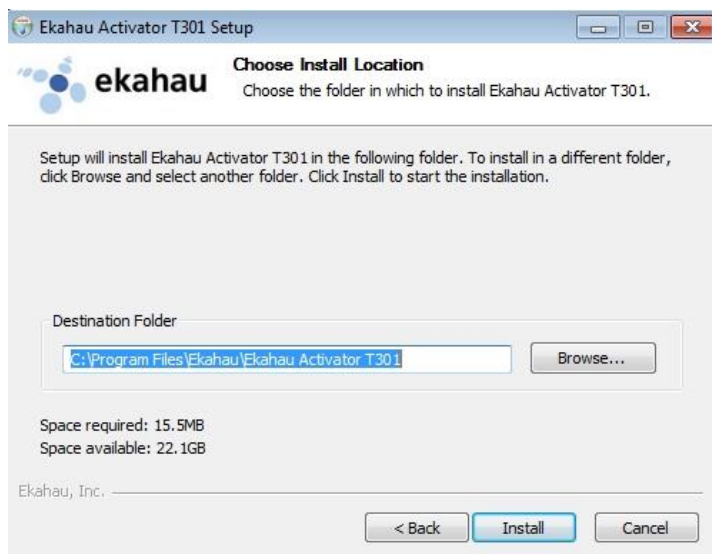 Ekahau Activator T301 Setup
ekahau
Choose Install Location
Choose the folder in which to install Ekahau Activator T301.
Setup will install Ekahau Activator T301 in the following folder. To install in a different folder,
click Browse and select another folder. Click Install to start the installation.
Destination Folder
C:\Program Files\Ekahau\Ekahau Activator T301
Browse...
Space required: 15.5MB
Space available: 22.1GB
Ekahau, Inc.
< Back
Install
Cancel